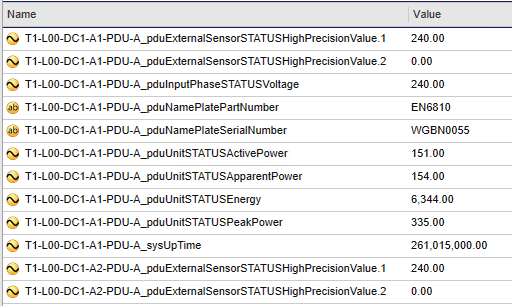 Name Value
T1-L00-DC1-A1-PDU-A_pduExternalSensorSTATUSHighPrecisionValue.1 240.00
T1-L00-DC1-A1-PDU-A_pduExternalSensorSTATUSHighPrecisionValue.2 0.00
T1-L00-DC1-A1-PDU-A_pduInputPhaseSTATUSVoltage 240.00
ab T1-L00-DC1-A1-PDU-A_pduNamePlatePartNumber EN6810
ab T1-L00-DC1-A1-PDU-A_pduNamePlateSerialNumber WGBN0055
T1-L00-DC1-A1-PDU-A_pduUnitSTATUSActivePower 151.00
T1-L00-DC1-A1-PDU-A_pduUnitSTATUSApparentPower 154.00
T1-L00-DC1-A1-PDU-A_pduUnitSTATUSEnergy 6,344.00
T1-L00-DC1-A1-PDU-A_pduUnitSTATUSPeakPower 335.00
T1-L00-DC1-A1-PDU-A_sysUpTime 261,015,000.00
T1-L00-DC1-A2-PDU-A_pduExternalSensorSTATUSHighPrecisionValue.1 240.00
T1-L00-DC1-A2-PDU-A_pduExternalSensorSTATUSHighPrecisionValue.2 0.00